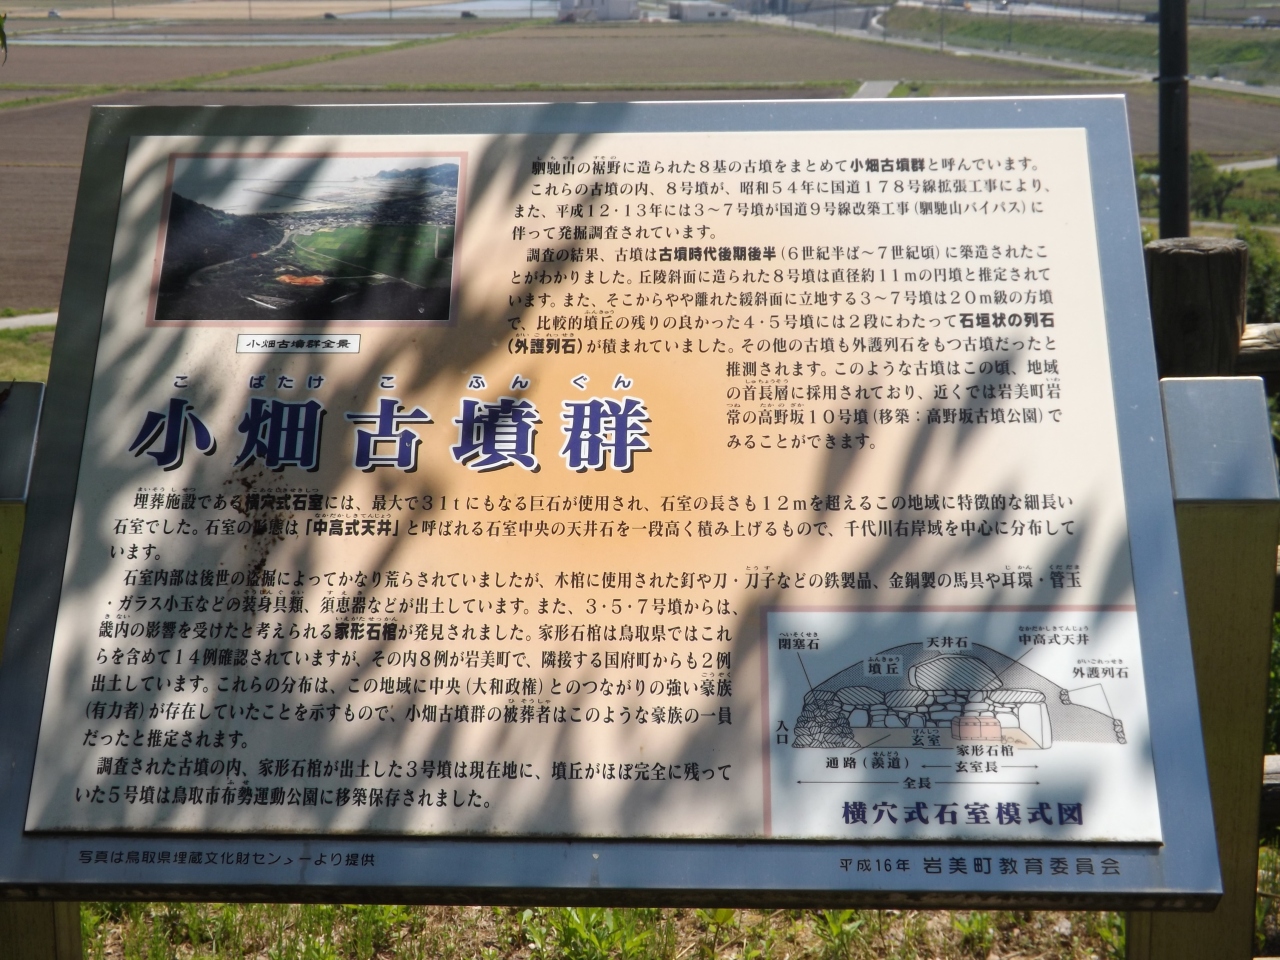 駟馳山の裾野に造られた8基の古墳をまとめて小畑古墳群と呼んでいます。
これらの古墳の内、8号墳が、昭和54年に国道178号線拡張工事により、
また、平成12・13年には3～7号墳が国道9号線改築工事(駟馳山バイパス)に
伴って発掘調査されています。
調査の結果、古墳は古墳時代後期後半(6世紀半ば～7世紀頃)に築造されたこ
とがわかりました。丘陵斜面に造られた8号墳は直径約11mの円墳と推定されて
います。また、そこからやや離れた緩斜面に立地する3～7号墳は20m級の方墳
で、比較的墳丘の残りの良かった4・5号墳には2段にわたって石垣状の列石
(外護列石)が積まれていました。その他の古墳も外護列石をもつ古墳だったと
推測されます。このような古墳はこの頃、地域
の首長層に採用されており、近くでは岩美町岩
常の高野坂10号墳(移築:高野坂古墳公園)で
みることができます。
小畑古墳群全景
こ ばたけ こ ふん ぐん
小畑古墳群
埋葬施設である横穴式石室には、最大で31tにもなる巨石が使用され、石室の長さも12mを超えるこの地域に特徴的な細長い
石室でした。石室の形態は「中高式天井」と呼ばれる石室中央の天井石を一段高く積み上げるもので、千代川右岸域を中心に分布して
います。
石室内部は後世の盗掘によってかなり荒らされていましたが、木棺に使用された釘や刀・刀子などの鉄製品、金銅製の馬具や耳環・管玉
・ガラス小玉などの装身具類、須恵器などが出土しています。また、3・5・7号墳からは、
畿内の影響を受けたと考えられる家形石棺が発見されました。家形石棺は鳥取県ではこれ
らを含めて14例確認されていますが、その内8例が岩美町で、隣接する国府町からも2例
出土しています。これらの分布は、この地域に中央(大和政権)とのつながりの強い豪族
(有力者)が存在していたことを示すもので、小畑古墳群の被葬者はこのような豪族の一員
だったと推定されます。
調査された古墳の内、家形石棺が出土した3号墳は現在地に、墳丘がほぼ完全に残って
いた5号墳は鳥取市布勢運動公園に移築保存されました。
へいそくせき
閉塞石
天井石
なかだかしきてんじょう
中高式天井
ふんきゅう
墳丘
がいごれっせき
外護列石
入口
げんしつ
玄室
家形石棺
せんどう
通路(羨道)
玄室長
全長
横穴式石室模式図
写真は鳥取県埋蔵文化財センターより提供
平成16年 岩美町教育委員会